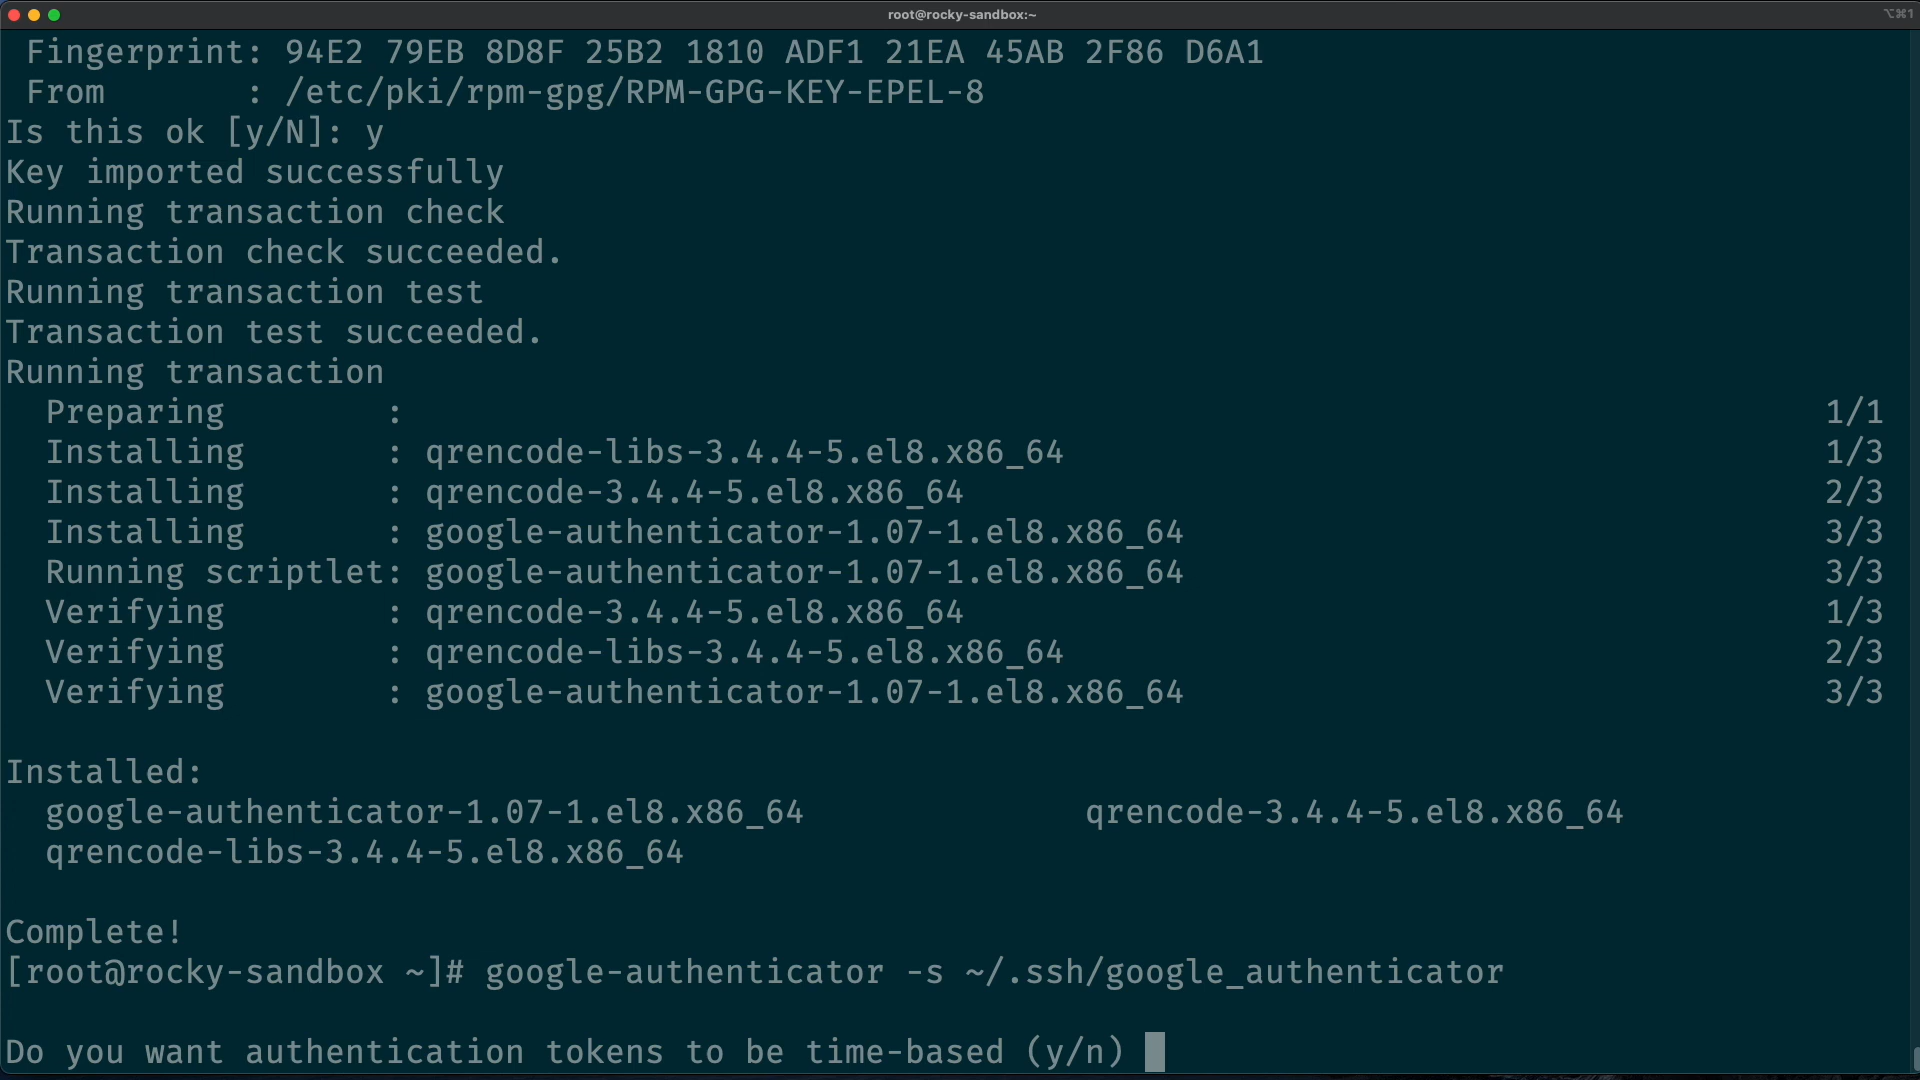 root@rocky-sandbox:~
⌥⌘1
Fingerprint: 94E2 79EB 8D8F 25B2 1810 ADF1 21EA 45AB 2F86 D6A1
From       : /etc/pki/rpm-gpg/RPM-GPG-KEY-EPEL-8
Is this ok [y/N]: y
Key imported successfully
Running transaction check
Transaction check succeeded.
Running transaction test
Transaction test succeeded.
Running transaction
Preparing        : 1/1
Installing       : qrencode-libs-3.4.4-5.el8.x86_64 1/3
Installing       : qrencode-3.4.4-5.el8.x86_64 2/3
Installing       : google-authenticator-1.07-1.el8.x86_64 3/3
Running scriptlet: google-authenticator-1.07-1.el8.x86_64 3/3
Verifying        : qrencode-3.4.4-5.el8.x86_64 1/3
Verifying        : qrencode-libs-3.4.4-5.el8.x86_64 2/3
Verifying        : google-authenticator-1.07-1.el8.x86_64 3/3
Installed:
google-authenticator-1.07-1.el8.x86_64 qrencode-3.4.4-5.el8.x86_64
qrencode-libs-3.4.4-5.el8.x86_64
Complete!
[root@rocky-sandbox ~]# google-authenticator -s ~/.ssh/google_authenticator
Do you want authentication tokens to be time-based (y/n)